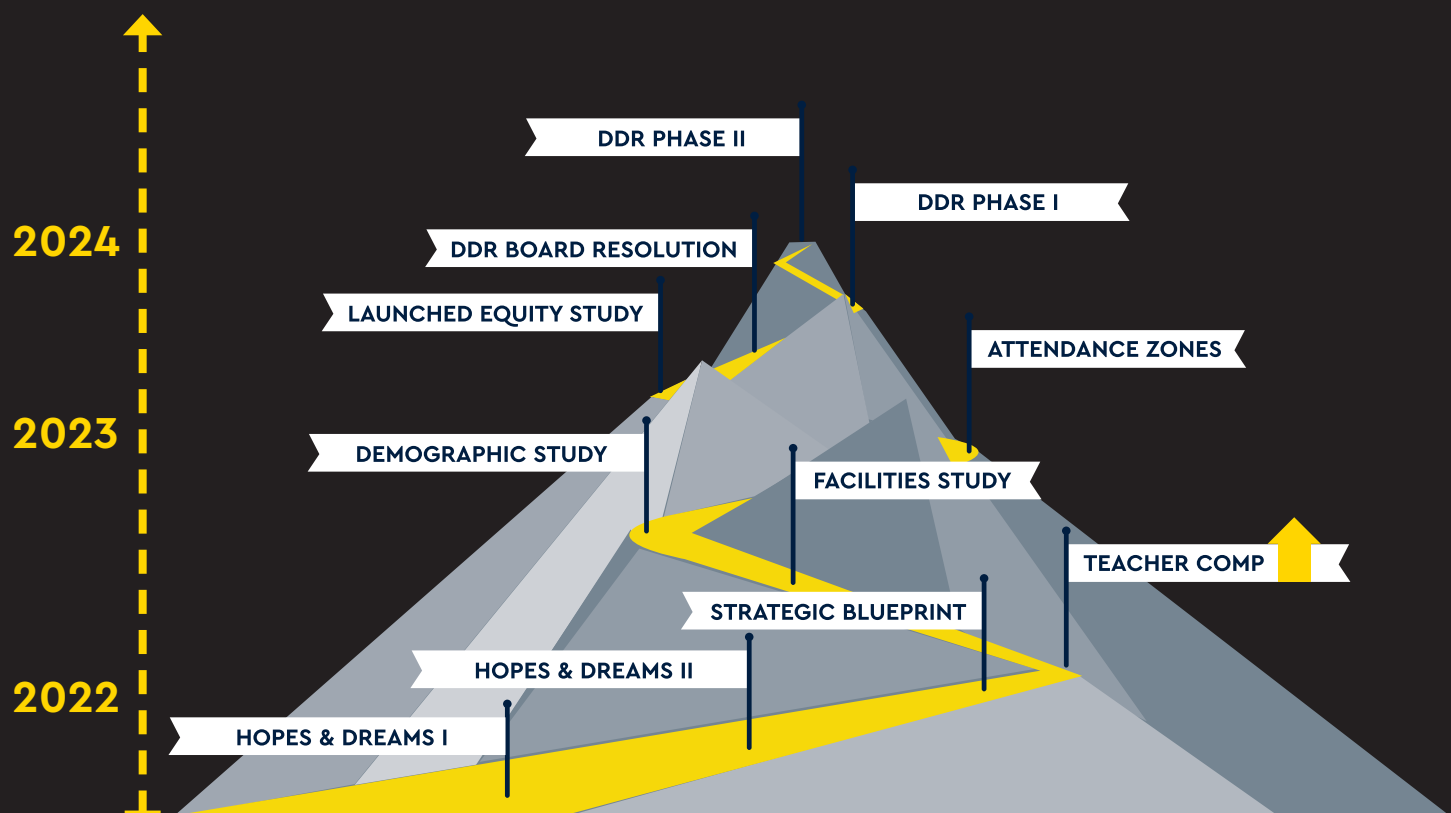 DDR PHASE II
DDR PHASE I
2024
DDR BOARD RESOLUTION
LAUNCHED EQUITY STUDY
ATTENDANCE ZONES
2023
DEMOGRAPHIC STUDY
FACILITIES STUDY
TEACHER COMP
STRATEGIC BLUEPRINT
HOPES & DREAMS II
2022
HOPES & DREAMS I